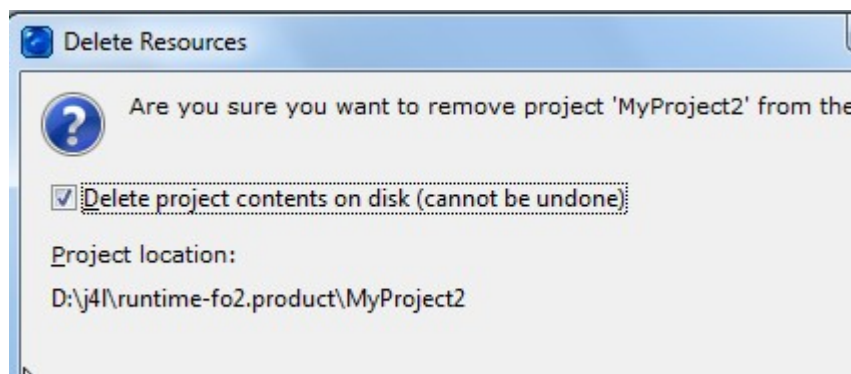 Delete Resources
Are you sure you want to remove project 'MyProject2' from the
Delete project contents on disk (cannot be undone)
Project location:
D:\j4l\runtime-fo2.product\MyProject2